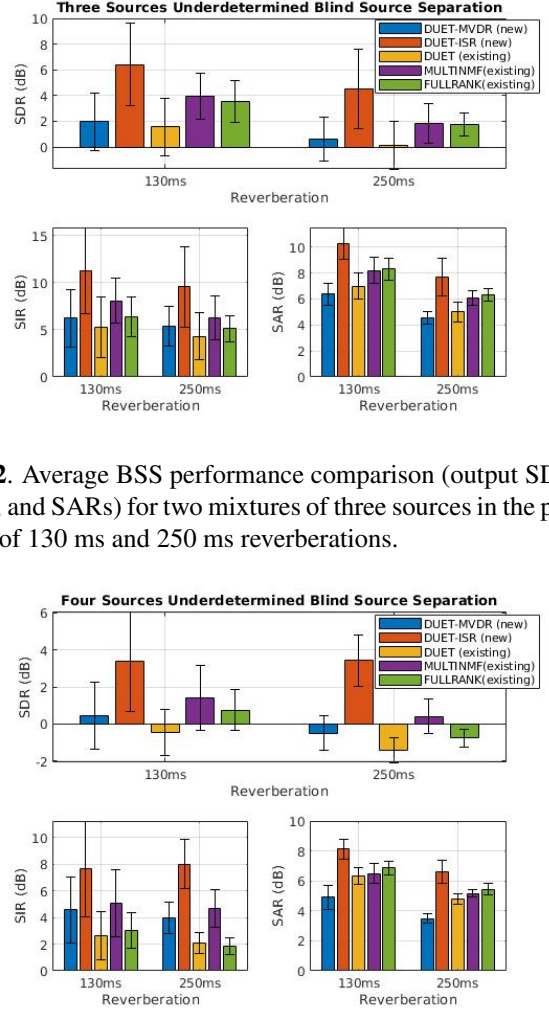 Three Sources Underdetermined Blind Source Separation
10
8
6
4
2
0
SDR (dB)
DUET-MVDR (new)
DUET-ISR (new)
DUET (existing)
MULTINMF(existing)
FULLRANK(existing)
130ms
250ms
Reverberation
15
10
5
0
SIR (dB)
130ms
250ms
Reverberation
10
8
6
4
2
0
SAR (dB)
130ms
250ms
Reverberation
2. Average BSS performance comparison (output SD
, and SARs) for two mixtures of three sources in the p
of 130 ms and 250 ms reverberations.
Four Sources Underdetermined Blind Source Separation
6
4
2
0
-2
SDR (dB)
DUET-MVDR (new)
DUET-ISR (new)
DUET (existing)
MULTINMF(existing)
FULLRANK(existing)
130ms
250ms
Reverberation
10
8
6
4
2
0
SIR (dB)
130ms
250ms
Reverberation
10
8
6
4
2
0
SAR (dB)
130ms
250ms
Reverberation